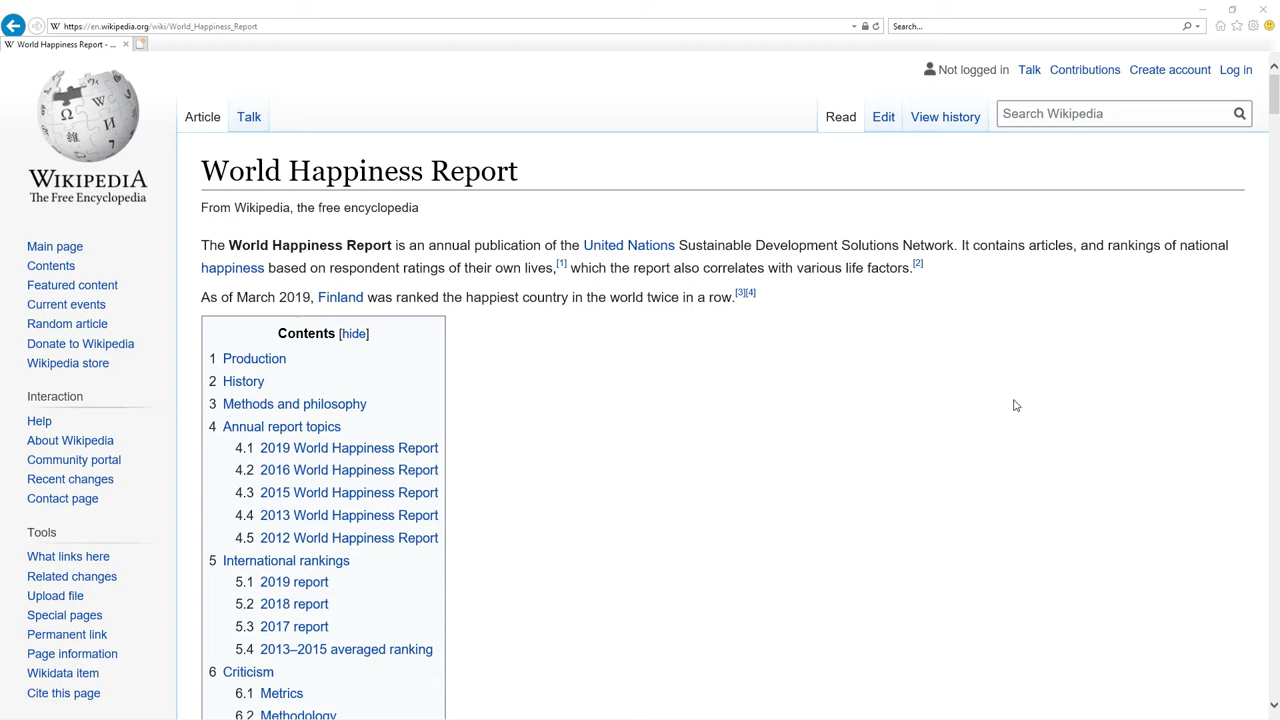 https://en.wikipedia.org/wiki/World_Happiness_Report
Search...
World Happiness Report - ...
Not logged in Talk Contributions Create account Log in
Article Talk Read Edit View history Search Wikipedia
WIKIPEDIA
The Free Encyclopedia
Main page
Contents
Featured content
Current events
Random article
Donate to Wikipedia
Wikipedia store
Interaction
Help
About Wikipedia
Community portal
Recent changes
Contact page
Tools
What links here
Related changes
Upload file
Special pages
Permanent link
Page information
Wikidata item
Cite this page
World Happiness Report
From Wikipedia, the free encyclopedia
The World Happiness Report is an annual publication of the United Nations Sustainable Development Solutions Network. It contains articles, and rankings of national
happiness based on respondent ratings of their own lives,[1] which the report also correlates with various life factors.[2]
As of March 2019, Finland was ranked the happiest country in the world twice in a row.[3][4]
Contents [hide]
1 Production
2 History
3 Methods and philosophy
4 Annual report topics
4.1 2019 World Happiness Report
4.2 2016 World Happiness Report
4.3 2015 World Happiness Report
4.4 2013 World Happiness Report
4.5 2012 World Happiness Report
5 International rankings
5.1 2019 report
5.2 2018 report
5.3 2017 report
5.4 2013–2015 averaged ranking
6 Criticism
6.1 Metrics
6.2 Methodology